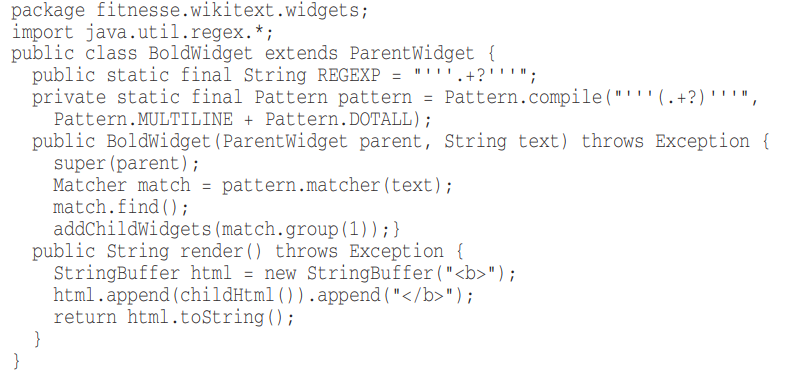 package fitnesse.wikitext.widgets;
import java.util.regex.*;
public class BoldWidget extends ParentWidget {
  public static final String REGEXP = "'''.+?'''";
  private static final Pattern pattern = Pattern.compile("'''(.+?)'''",
    Pattern.MULTILINE + Pattern.DOTALL);
  public BoldWidget(ParentWidget parent, String text) throws Exception {
    super(parent);
    Matcher match = pattern.matcher(text);
    match.find();
    addChildWidgets(match.group(1));}
  public String render() throws Exception {
    StringBuffer html = new StringBuffer("<b>");
    html.append(childHtml()).append("</b>");
    return html.toString();
  }
}